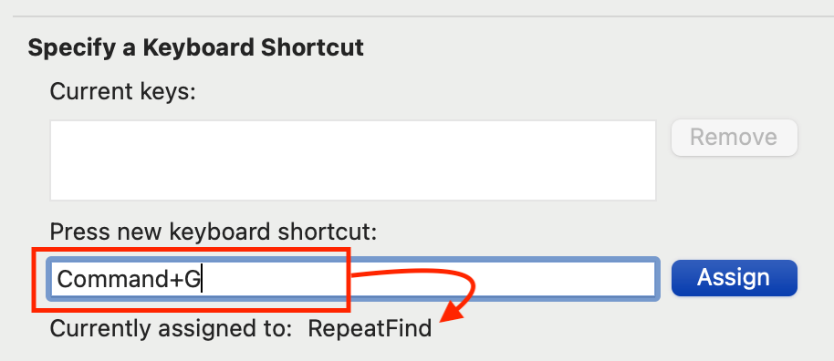 Specify a Keyboard Shortcut
Current keys:
Remove
Press new keyboard shortcut:
Command+G
Assign
Currently assigned to: RepeatFind